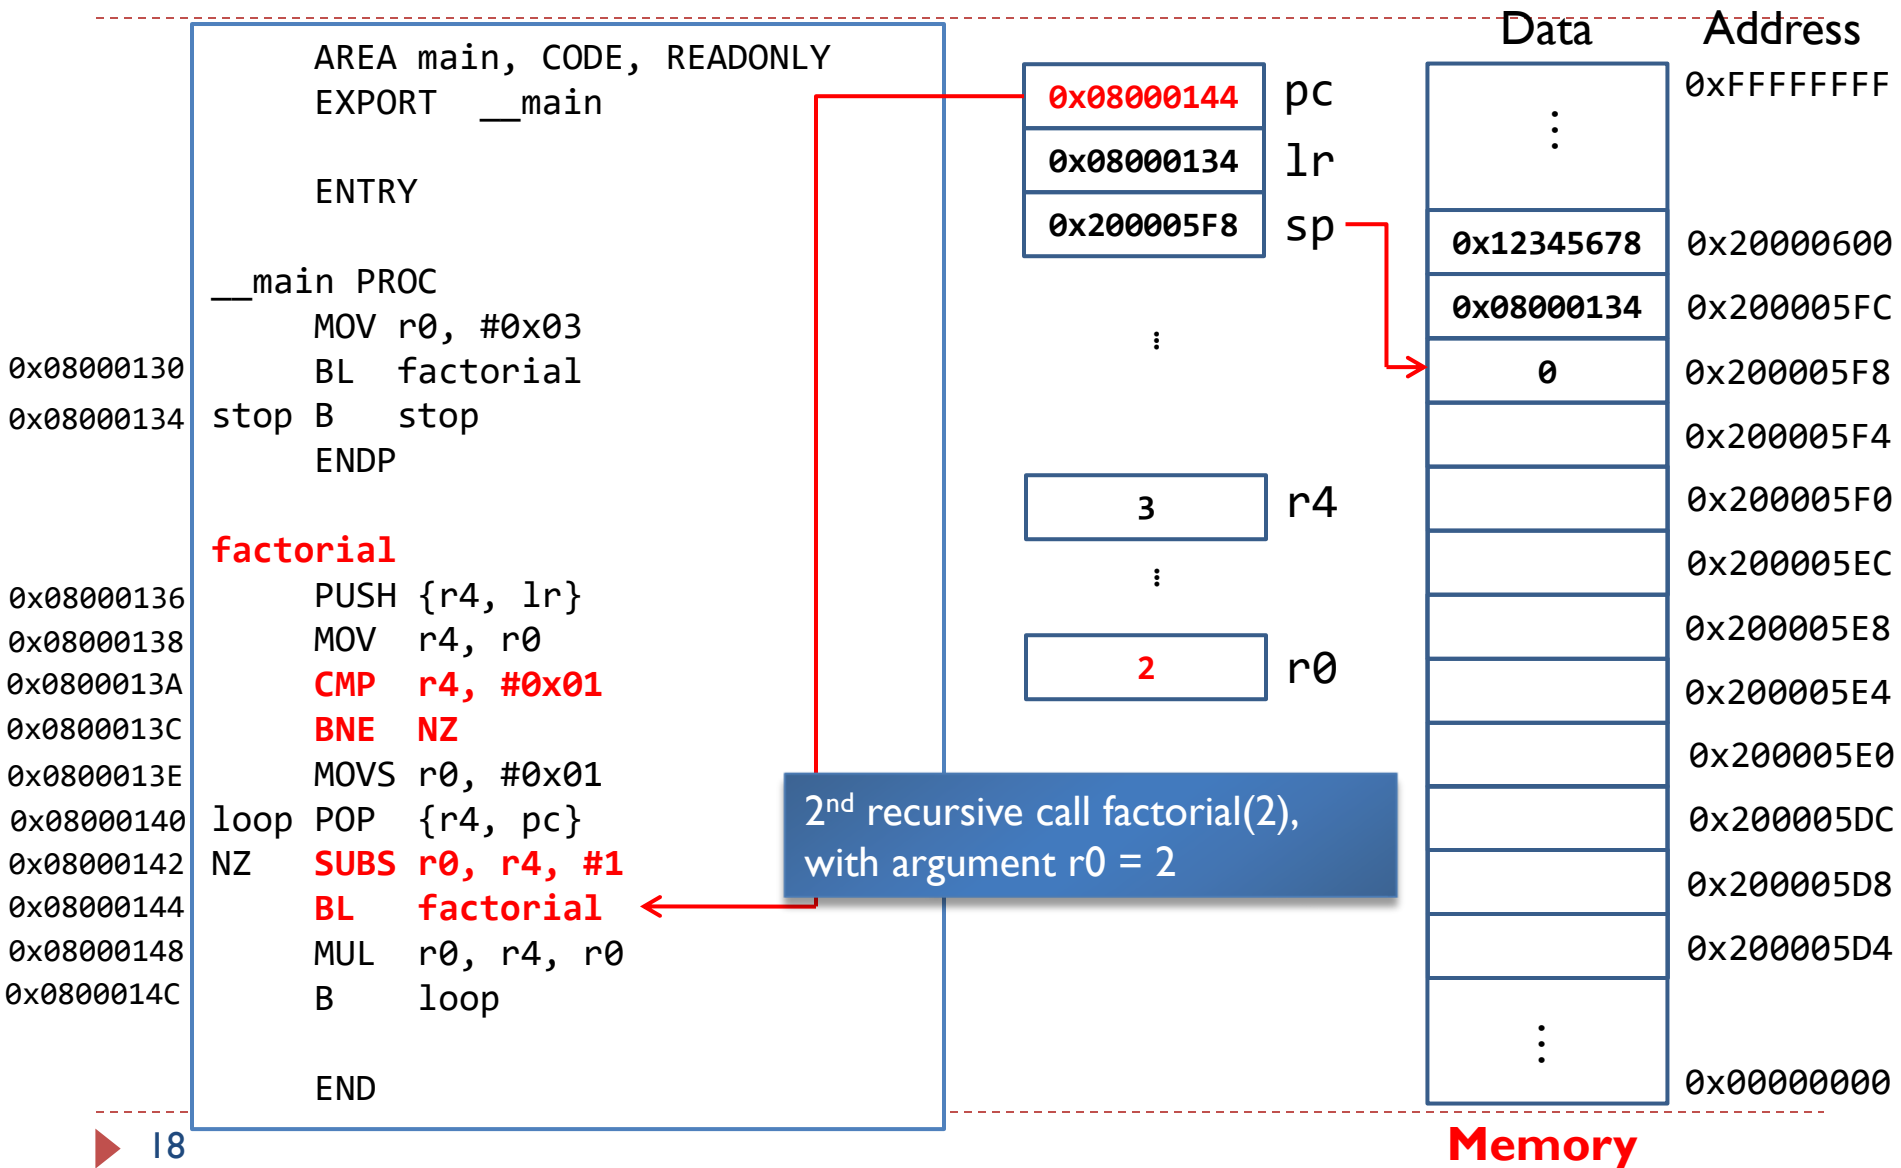 AREA main, CODE, READONLY
EXPORT __main
ENTRY
__main PROC
MOV r0, #0x03
0x08000130 BL factorial
0x08000134 stop B stop
ENDP
factorial
0x08000136 PUSH {r4, lr}
0x08000138 MOV r4, r0
0x0800013A CMP r4, #0x01
0x0800013C BNE NZ
0x0800013E MOVS r0, #0x01
0x08000140 loop POP {r4, pc}
0x08000142 NZ SUBS r0, r4, #1
0x08000144 BL factorial
0x08000148 MUL r0, r4, r0
0x0800014C B loop
END
0x08000144 pc
0x08000134 lr
0x200005F8 sp
⋮
3 r4
⋮
2 r0
2nd recursive call factorial(2),
with argument r0 = 2
Data Address
0xFFFFFFFF
⋮
0x12345678 0x20000600
0x08000134 0x200005FC
0 0x200005F8
0x200005F4
0x200005F0
0x200005EC
0x200005E8
0x200005E4
0x200005E0
0x200005DC
0x200005D8
0x200005D4
⋮
0x00000000
Memory
18